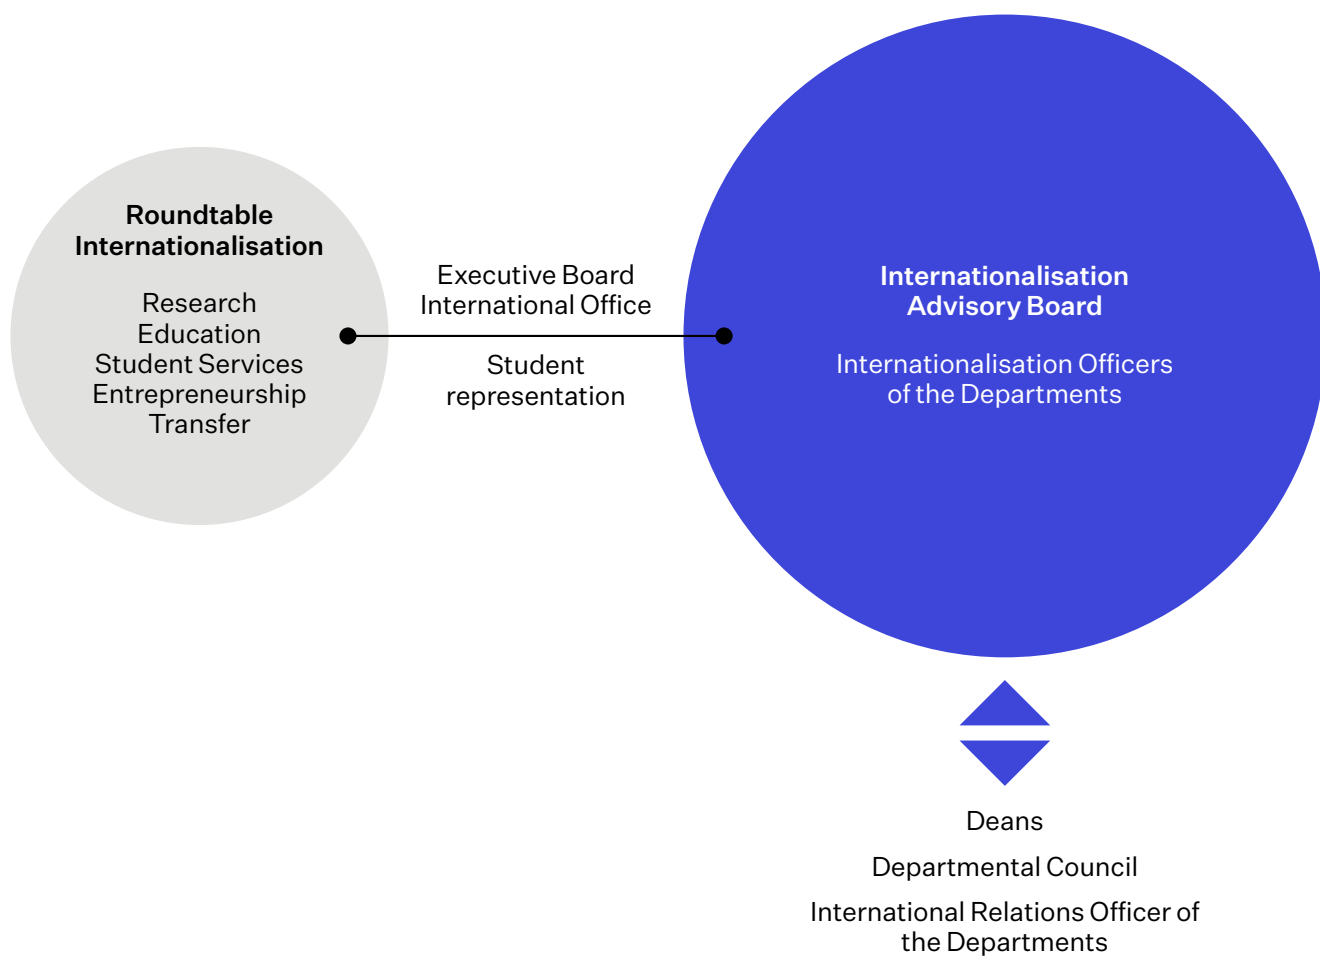 Roundtable
Internationalisation
Research
Education
Student Services
Entrepreneurship
Transfer
Executive Board
International Office
Student
representation
Internationalisation
Advisory Board
Internationalisation Officers
of the Departments
Deans
Departmental Council
International Relations Officer of
the Departments